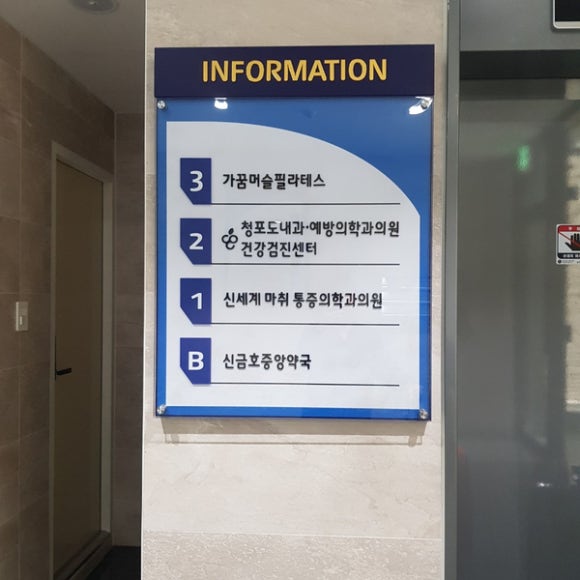 INFORMATION
3 가꿈머슬필라테스
2 청포도내과·예방의학과의원
건강검진센터
1 신세계 마취 통증의학과의원
B 신금호중앙약국